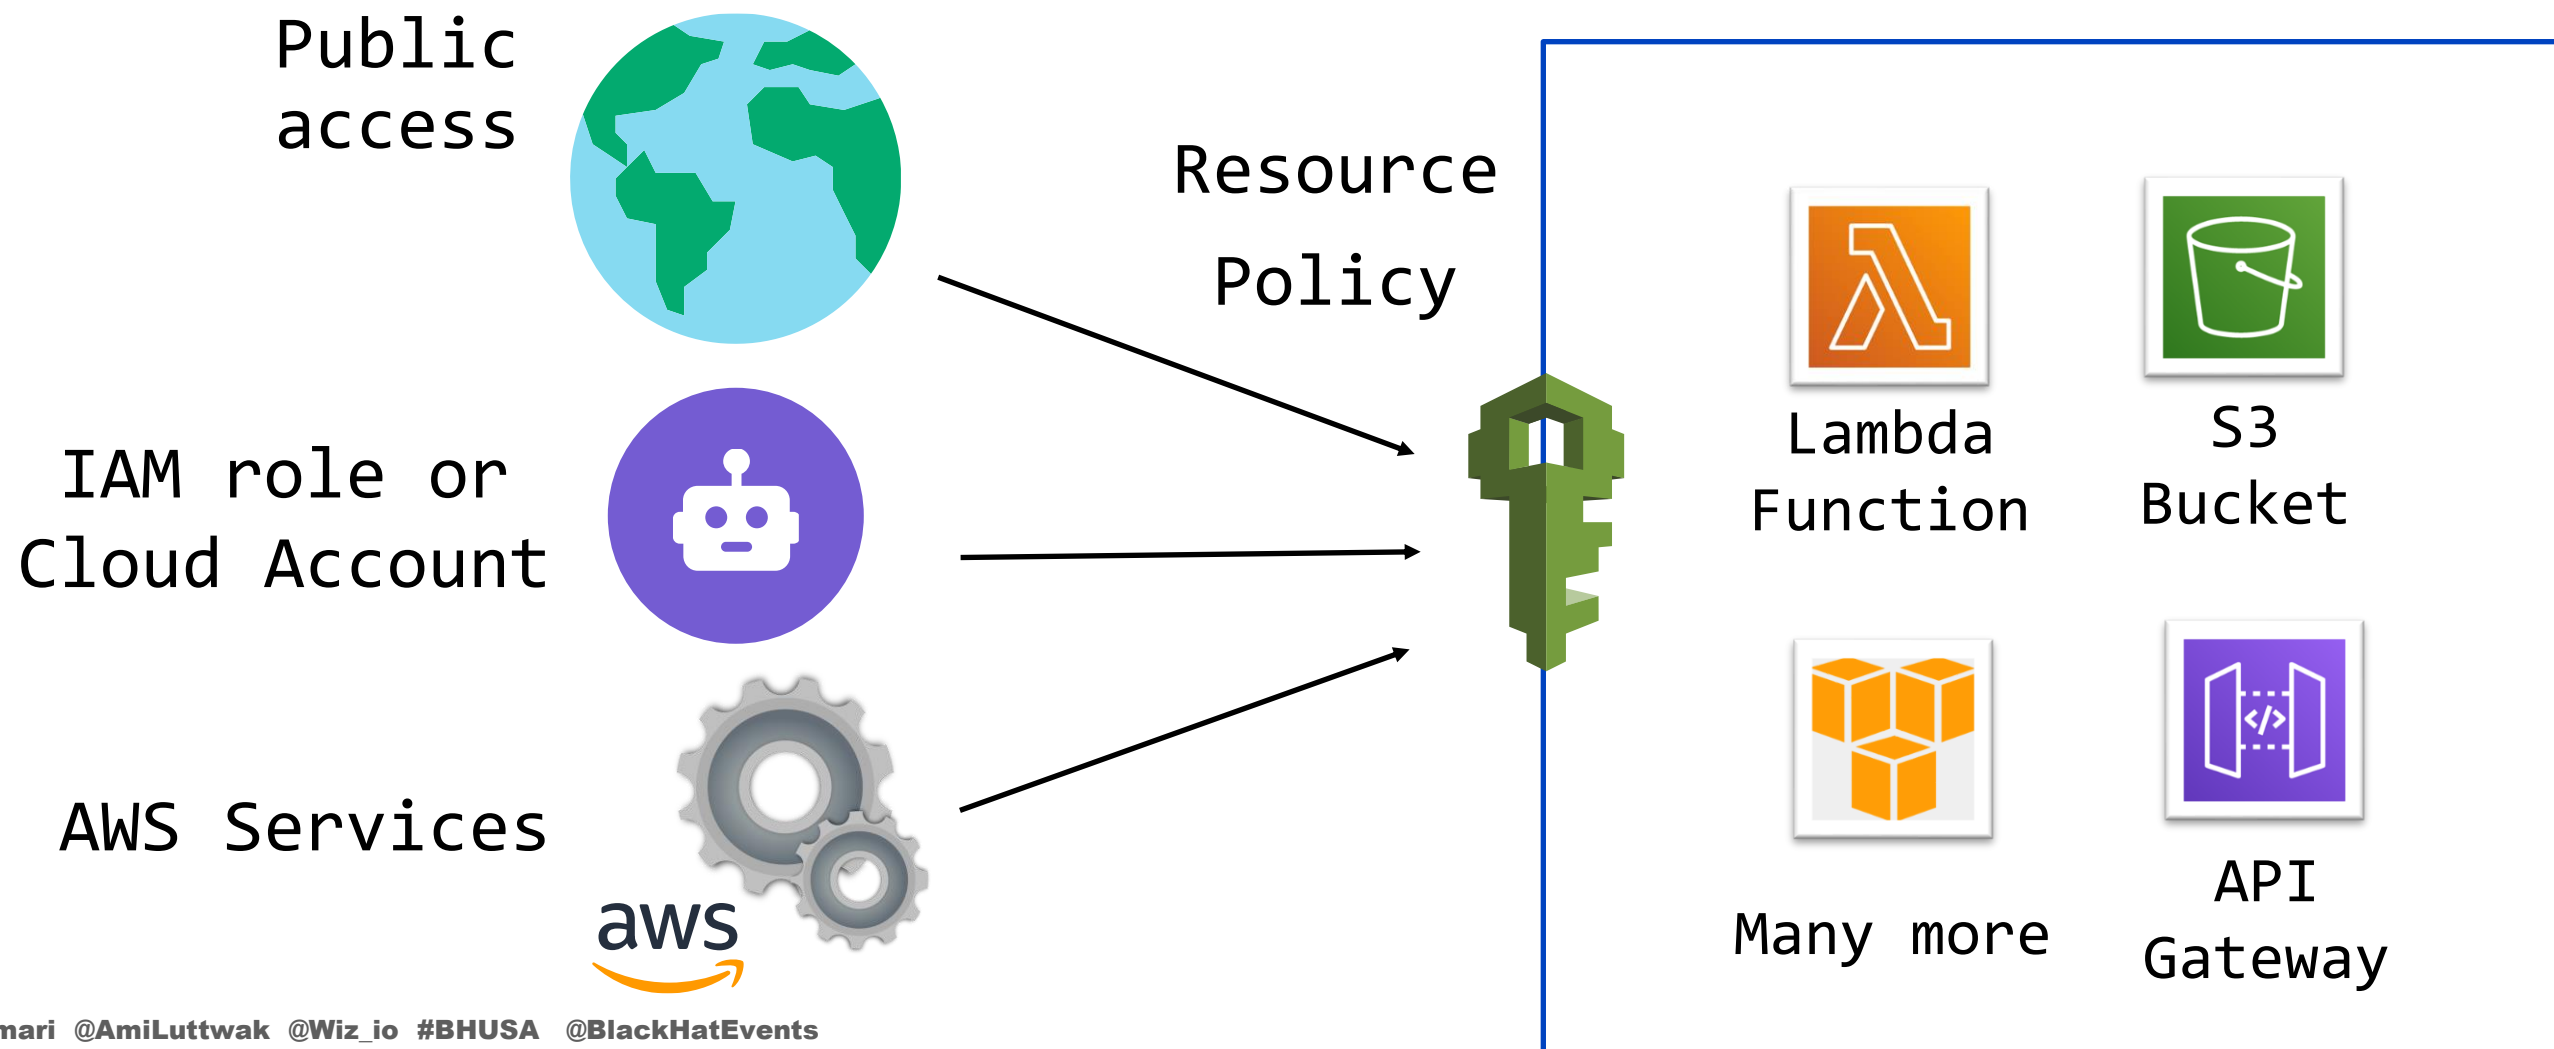 Public
access
Resource
Policy
IAM role or
Cloud Account
AWS Services
aws
Lambda
Function
S3
Bucket
</>
Many more
API
Gateway
@AmiLuttwak @Wiz_io #BHUSA @BlackHatEvents